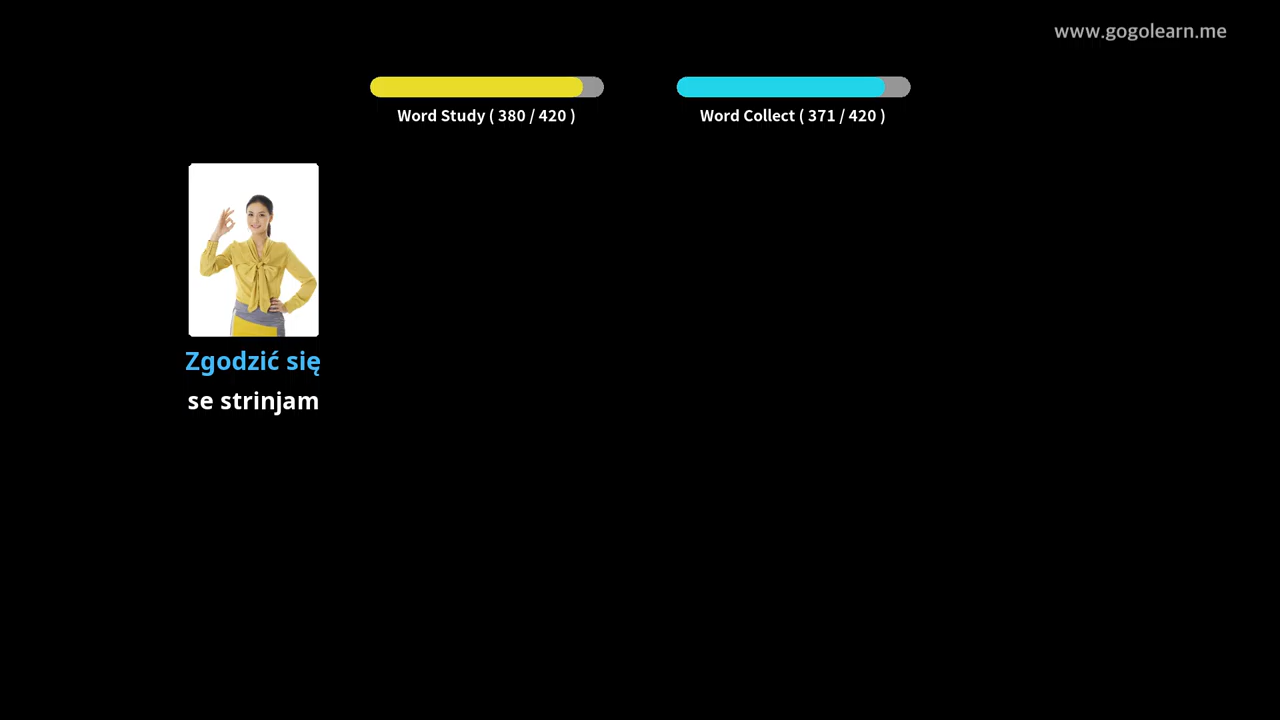 www.gogolearn.me
Word Study ( 380 / 420 )
Word Collect ( 371 / 420 )
Zgodzić się
se strinjam